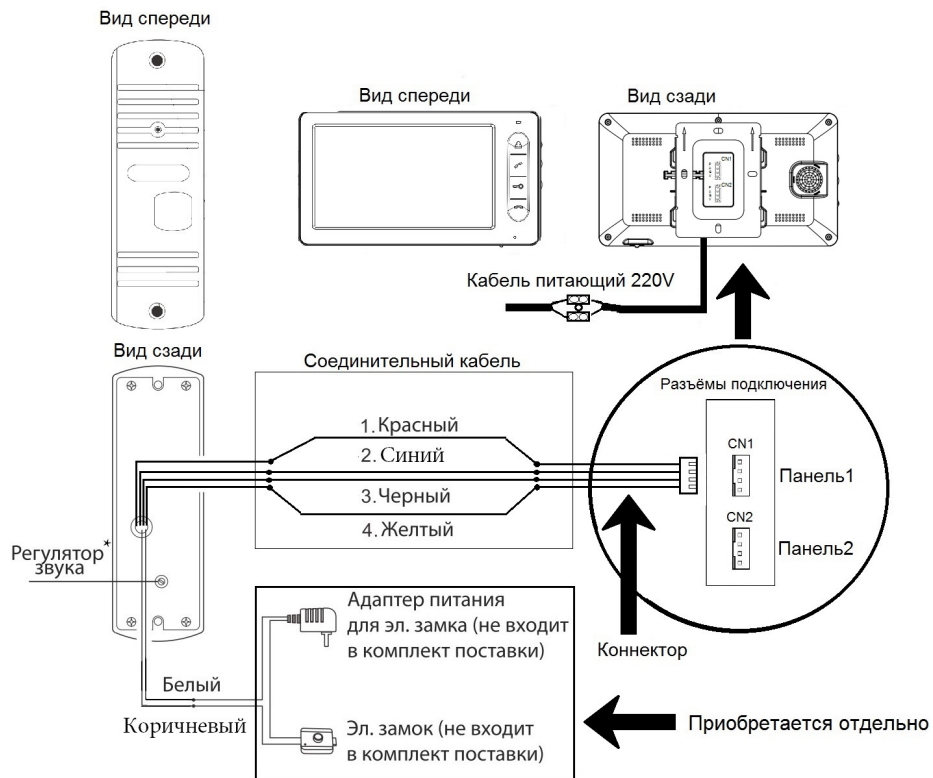 Вид спереди
Вид спереди
Вид сзади
CN1
CN2
Кабель питающий 220V
Вид сзади
Соединительный кабель
Разъёмы подключения
1. Красный
2. Синий
3. Черный
4. Желтый
CN1
Панель1
CN2
Панель2
Регулятор*
звука
Коннектор
Адаптер питания
для эл. замка (не входит
в комплект поставки)
Белый
Коричневый
Эл. замок (не входит
в комплект поставки)
Приобретается отдельно